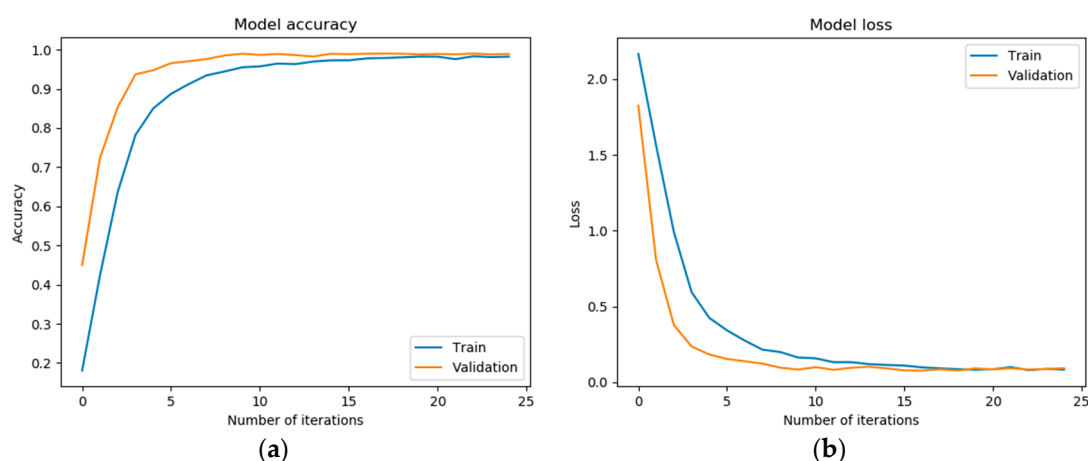 Model accuracy
1.0
0.9
0.8
0.7
0.6
0.5
0.4
0.3
0.2
Accuracy
Train
Validation
0 5 10 15 20 25
Number of iterations
(a)
Model loss
2.0
1.5
1.0
0.5
0.0
Loss
Train
Validation
0 5 10 15 20 25
Number of iterations
(b)